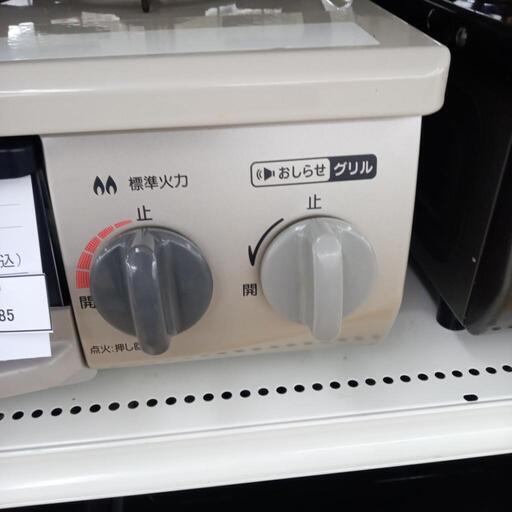 標準火力
おしらせ グリル
止
止
開
開
点火:押し
込)
85